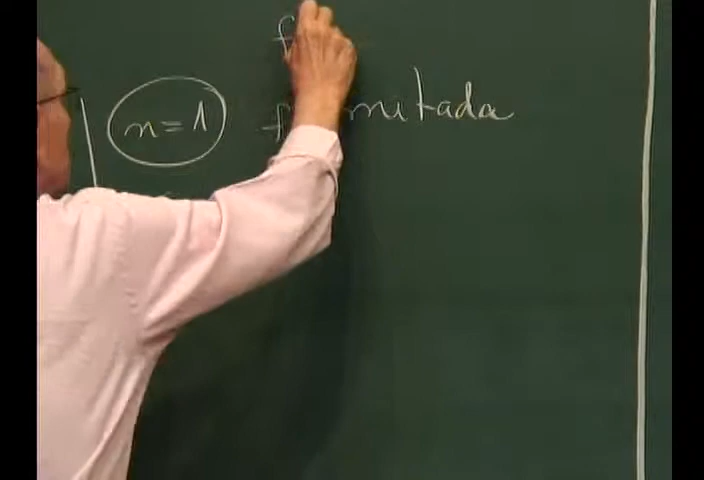 f
n = 1 f mitada